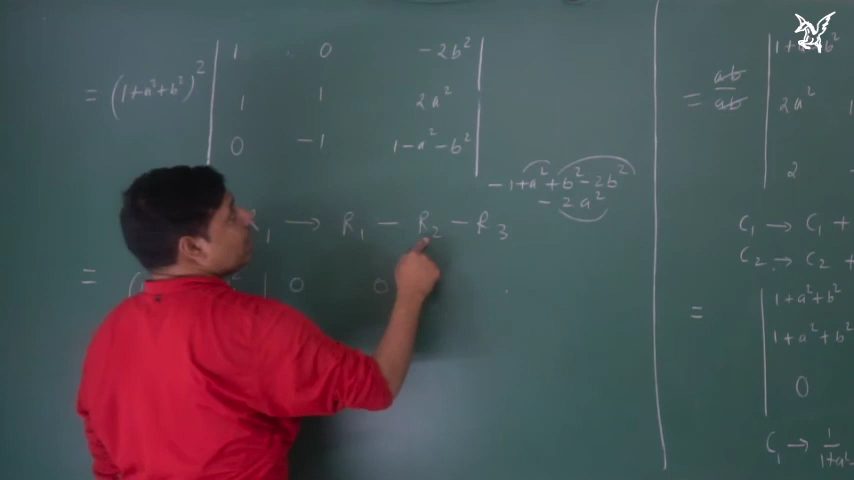 = (1+a²+b²)² | 1 0 -2b² |
1 1 2a²
0 -1 1-a²-b²
-1+a²+b²-2b²
-2a²
R₁ → R₁ - R₂ - R₃
= ( | 0 0
= ab/ab | 1+a²+b²
2a² 1
2
C₁ → C₁ +
C₂ → C₂ +
= | 1+a²+b²
1+a²+b²
0
C₁ → 1/1+a²-